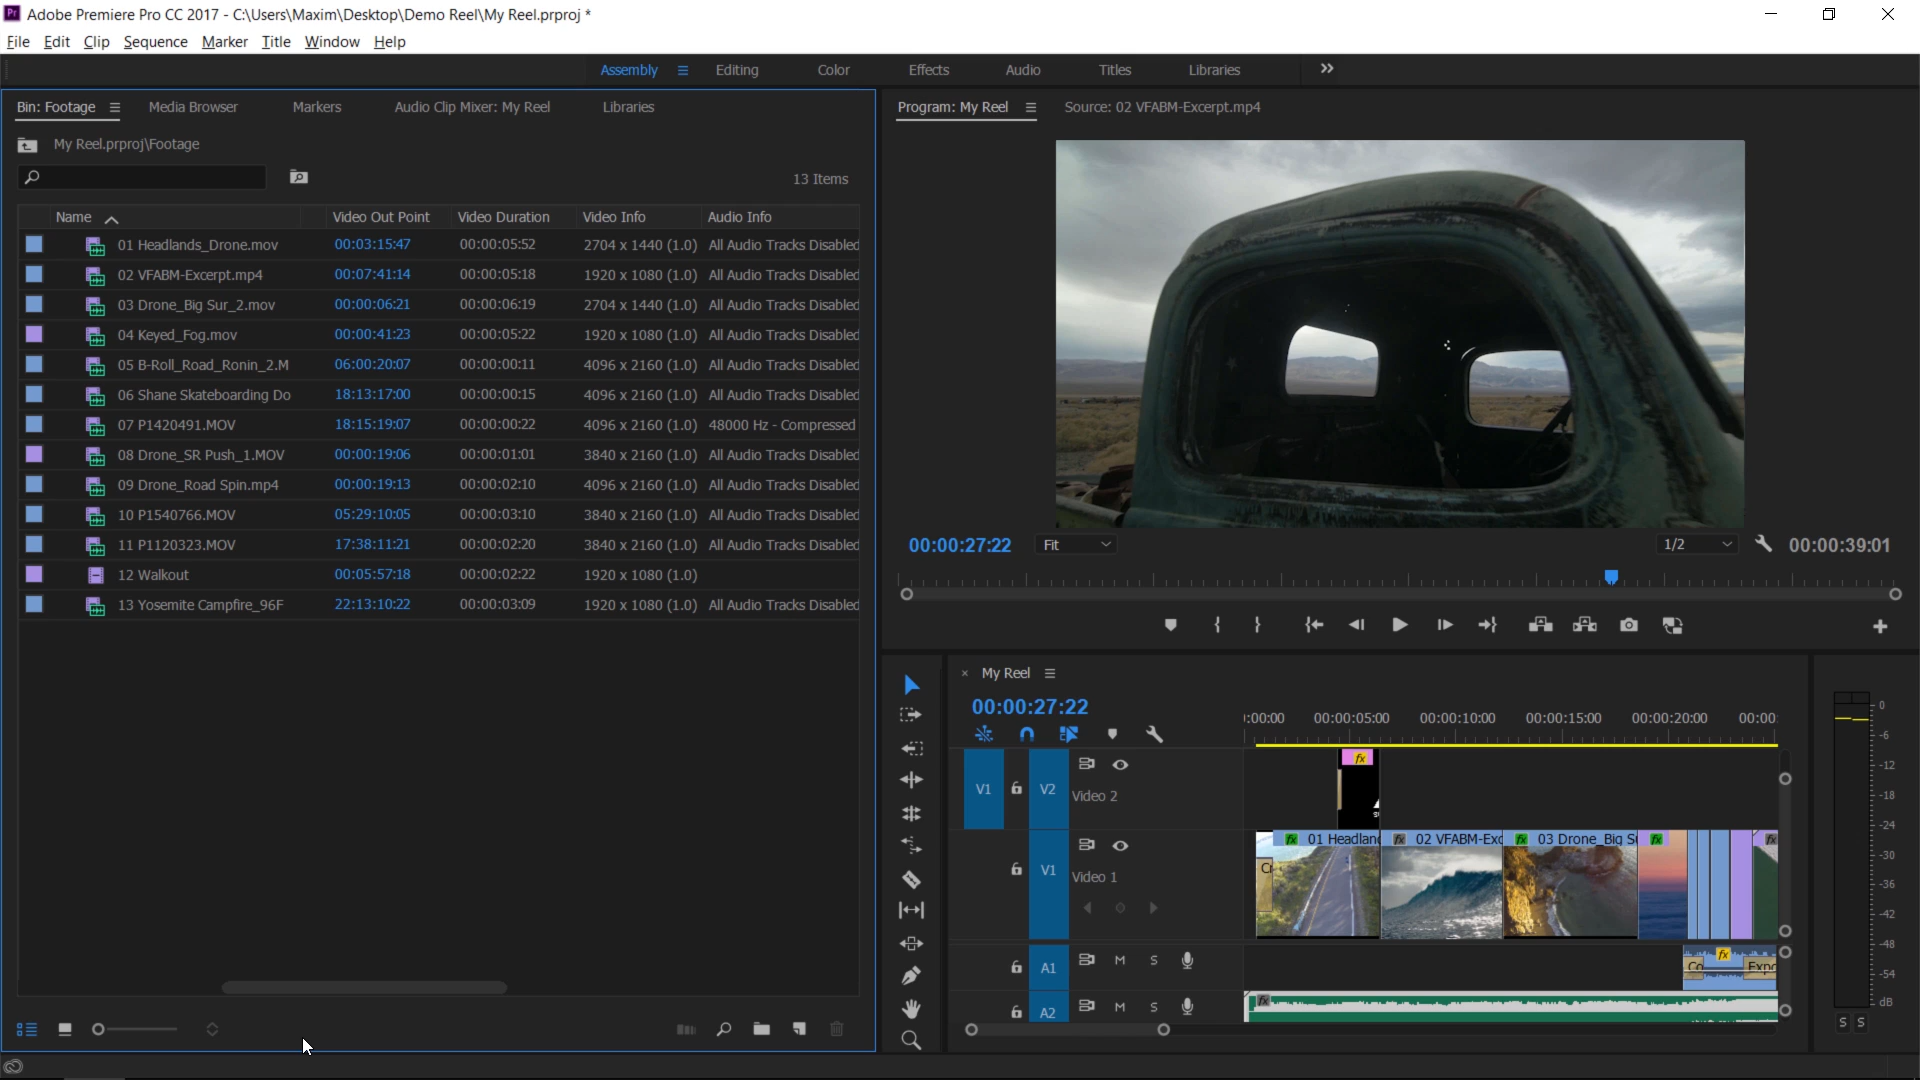 Adobe Premiere Pro CC 2017 - C:\Users\Maxim\Desktop\Demo Reel\My Reel.prproj *
File Edit Clip Sequence Marker Title Window Help
Assembly Editing Color Effects Audio Titles Libraries
Bin: Footage Media Browser Markers Audio Clip Mixer: My Reel Libraries
My Reel.prproj\Footage
13 Items
Name Video Out Point Video Duration Video Info Audio Info
01 Headlands_Drone.mov 00:03:15:47 00:00:05:52 2704 x 1440 (1.0) All Audio Tracks Disabled
02 VFABM-Excerpt.mp4 00:07:41:14 00:00:05:18 1920 x 1080 (1.0) All Audio Tracks Disabled
03 Drone_Big Sur_2.mov 00:00:06:21 00:00:06:19 2704 x 1440 (1.0) All Audio Tracks Disabled
04 Keyed_Fog.mov 00:00:41:23 00:00:05:22 1920 x 1080 (1.0) All Audio Tracks Disabled
05 B-Roll_Road_Ronin_2.M 06:00:20:07 00:00:00:11 4096 x 2160 (1.0) All Audio Tracks Disabled
06 Shane Skateboarding Do 18:13:17:00 00:00:00:15 4096 x 2160 (1.0) All Audio Tracks Disabled
07 P1420491.MOV 18:15:19:07 00:00:00:22 4096 x 2160 (1.0) 48000 Hz - Compressed
08 Drone_SR Push_1.MOV 00:00:19:06 00:00:01:01 3840 x 2160 (1.0) All Audio Tracks Disabled
09 Drone_Road Spin.mp4 00:00:19:13 00:00:02:10 4096 x 2160 (1.0) All Audio Tracks Disabled
10 P1540766.MOV 05:29:10:05 00:00:03:10 3840 x 2160 (1.0) All Audio Tracks Disabled
11 P1120323.MOV 17:38:11:21 00:00:02:20 3840 x 2160 (1.0) All Audio Tracks Disabled
12 Walkout 00:05:57:18 00:00:02:22 1920 x 1080 (1.0)
13 Yosemite Campfire_96F 22:13:10:22 00:00:03:09 1920 x 1080 (1.0) All Audio Tracks Disabled
Program: My Reel Source: 02 VFABM-Excerpt.mp4
00:00:27:22 Fit 1/2 00:00:39:01
My Reel
00:00:27:22
:00:00 00:00:05:00 00:00:10:00 00:00:15:00 00:00:20:00 00:00:
fx
V1 V2 Video 2
fx 01 Headlan fx 02 VFABM-Exc fx 03 Drone_Big S fx fx
V1 Video 1
A1 M S fx
Co Expo
A2 M S fx
0
-6
-12
-18
-24
-30
-36
-42
-48
-54
dB
S S